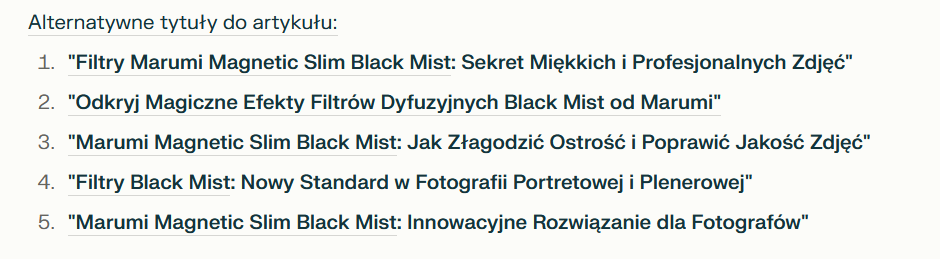 Alternatywne tytuły do artykułu:
1. "Filtry Marumi Magnetic Slim Black Mist: Sekret Miękkich i Profesjonalnych Zdjęć"
2. "Odkryj Magiczne Efekty Filtrów Dyfuzyjnych Black Mist od Marumi"
3. "Marumi Magnetic Slim Black Mist: Jak Złagodzić Ostrość i Poprawić Jakość Zdjęć"
4. "Filtry Black Mist: Nowy Standard w Fotografii Portretowej i Plenerowej"
5. "Marumi Magnetic Slim Black Mist: Innowacyjne Rozwiązanie dla Fotografów"